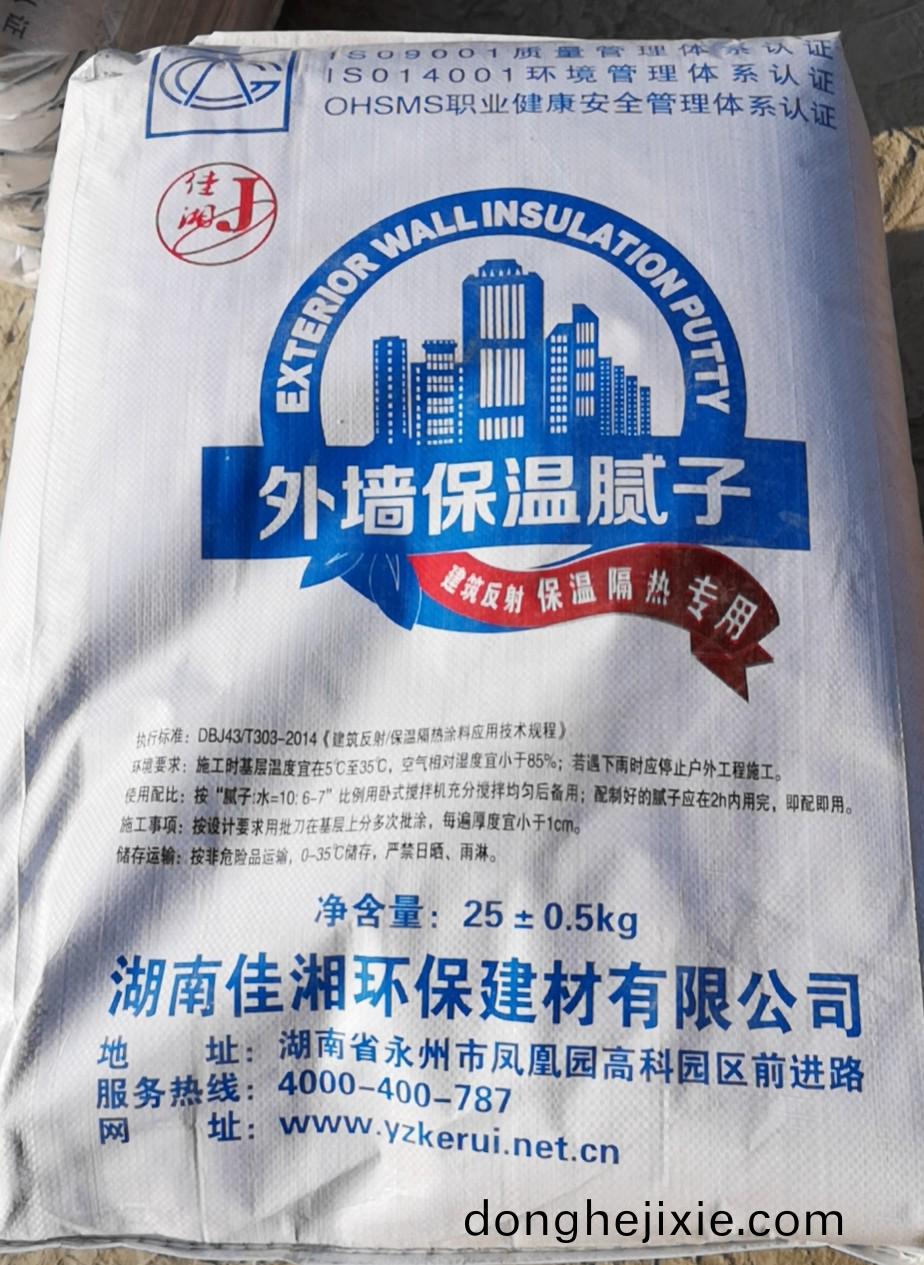 ISO9001质量管理体系认证
ISO14001环境管理体系认证
OHSMS职业健康安全管理体系认证
佳湘 J
EXTERIOR WALL INSULATION PUTTY
外墙保温腻子
建筑反射 保温隔热 专用
执行标准：DBJ43/T303-2014《建筑反射/保温隔热涂料应用技术规程》
环境要求：施工时基层温度宜在5℃至35℃，空气相对湿度宜小于85%；若遇下雨时应停止户外工程施工。
使用配比：按“腻子:水=10: 6-7”比例用卧式搅拌机充分搅拌均匀后备用；配制好的腻子应在2h内用完，即配即用。
施工事项：按设计要求用批刀在基层上分多次批涂，每遍厚度宜小于1cm。
储存运输：按非危险品运输，0-35℃储存，严禁日晒、雨淋。
净含量：25±0.5kg
湖南佳湘环保建材有限公司
地 址：湖南省永州市凤凰园高科园区前进路
服务热线：4000-400-787
网 址：www.yzkerui.net.cn
donghejixie.com